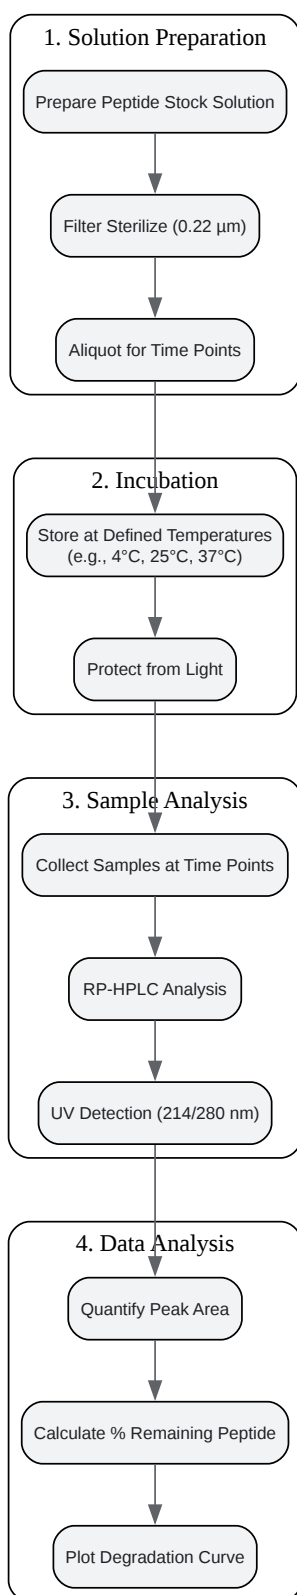 1. Solution Preparation
Prepare Peptide Stock Solution
Filter Sterilize (0.22 µm)
Aliquot for Time Points
2. Incubation
Store at Defined Temperatures
(e.g., 4°C, 25°C, 37°C)
Protect from Light
3. Sample Analysis
Collect Samples at Time Points
RP-HPLC Analysis
UV Detection (214/280 nm)
4. Data Analysis
Quantify Peak Area
Calculate % Remaining Peptide
Plot Degradation Curve